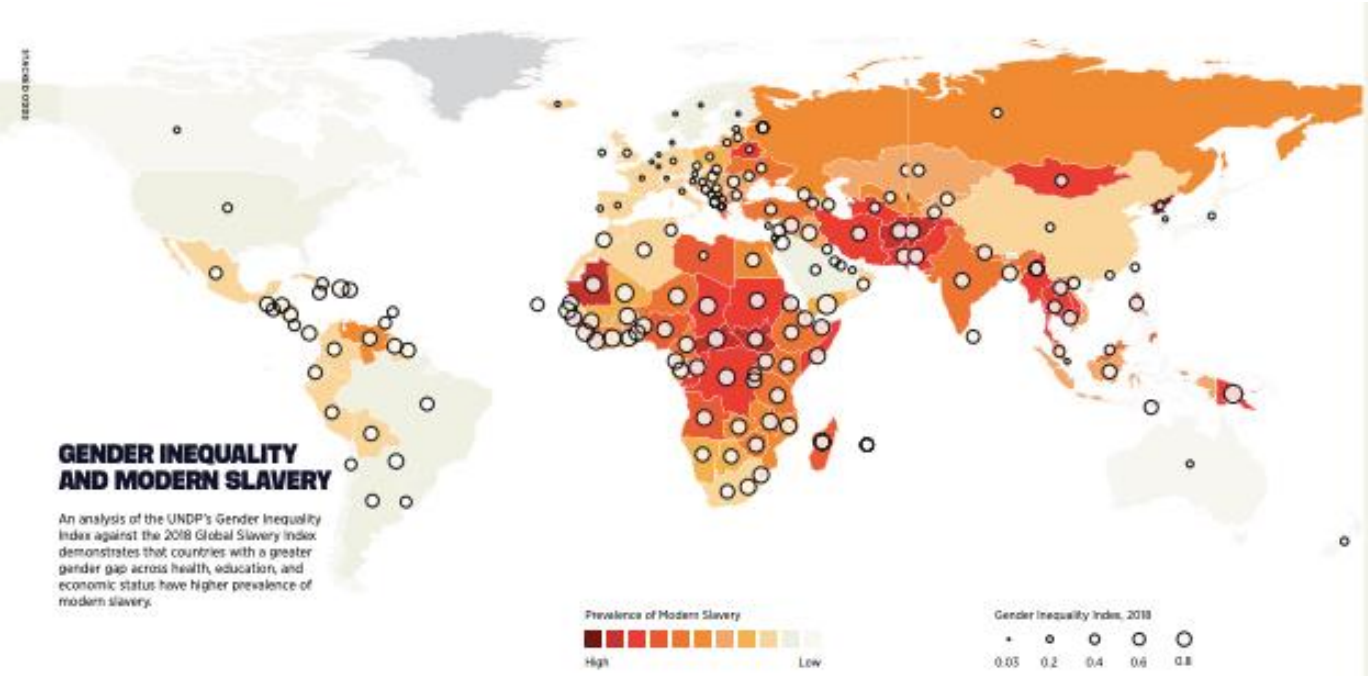 STACKED ODDS
GENDER INEQUALITY
AND MODERN SLAVERY
An analysis of the UNDP's Gender Inequality
Index against the 2018 Global Slavery Index
demonstrates that countries with a greater
gender gap across health, education, and
economic status have higher prevalence of
modern slavery.
Prevalence of Modern Slavery
High
Low
Gender Inequality Index, 2018
0.03 0.2 0.4 0.6 0.8